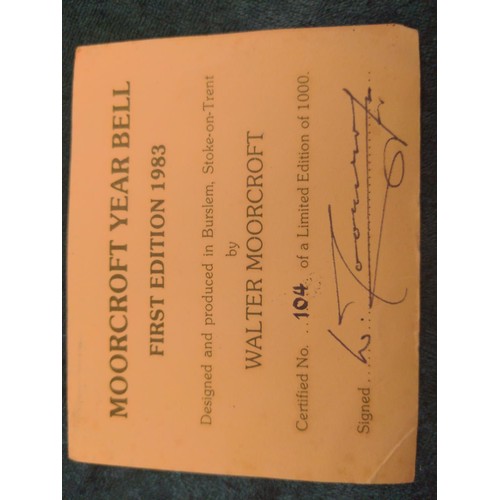 MOORCROFT YEAR BELL
FIRST EDITION 1983
Designed and produced in Burslem, Stoke-on-Trent
by
WALTER MOORCROFT
Certified No. ..104... of a Limited Edition of 1000.
Signed .... W. Moorcroft ....